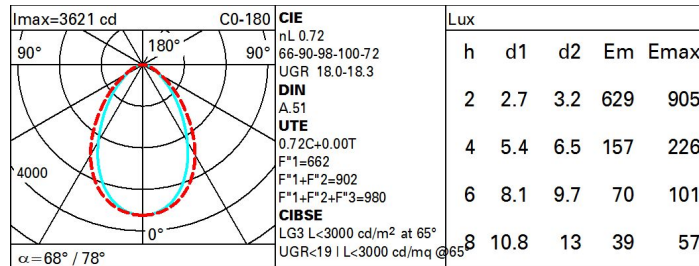 Imax=3621 cd C0-180
90° 180° 90°
4000
0°
α=68° / 78°
CIE
nL 0.72
66-90-98-100-72
UGR 18.0-18.3
DIN
A.51
UTE
0.72C+0.00T
F"1=662
F"1+F"2=902
F"1+F"2+F"3=980
CIBSE
LG3 L<3000 cd/m² at 65°
UGR<19 | L<3000 cd/mq @65°
Lux
h d1 d2 Em Emax
2 2.7 3.2 629 905
4 5.4 6.5 157 226
6 8.1 9.7 70 101
8 10.8 13 39 57